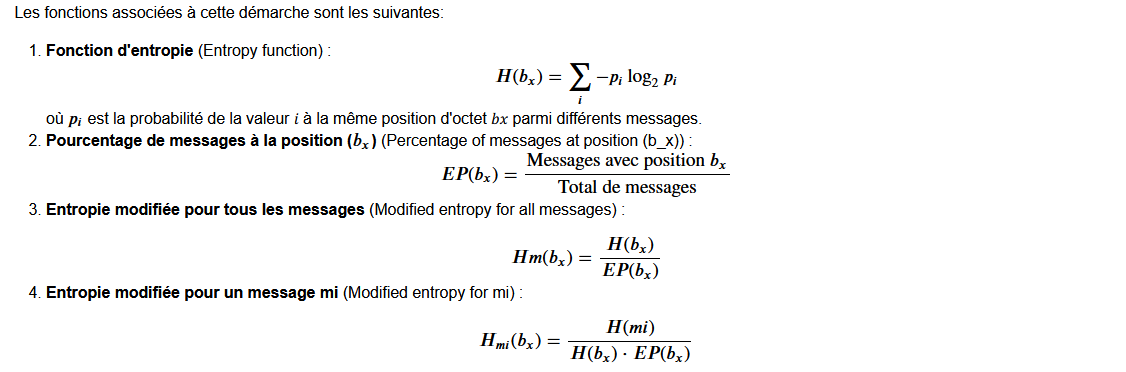 Les fonctions associées à cette démarche sont les suivantes:
1. Fonction d'entropie (Entropy function) :
H(bₓ) = ∑ᵢ −pᵢ log₂ pᵢ
où pᵢ est la probabilité de la valeur i à la même position d'octet bx parmi différents messages.
2. Pourcentage de messages à la position (bₓ) (Percentage of messages at position (b_x)) :
EP(bₓ) = Messages avec position bₓ / Total de messages
3. Entropie modifiée pour tous les messages (Modified entropy for all messages) :
Hm(bₓ) = H(bₓ) / EP(bₓ)
4. Entropie modifiée pour un message mi (Modified entropy for mi) :
Hₘᵢ(bₓ) = H(mi) / H(bₓ) · EP(bₓ)